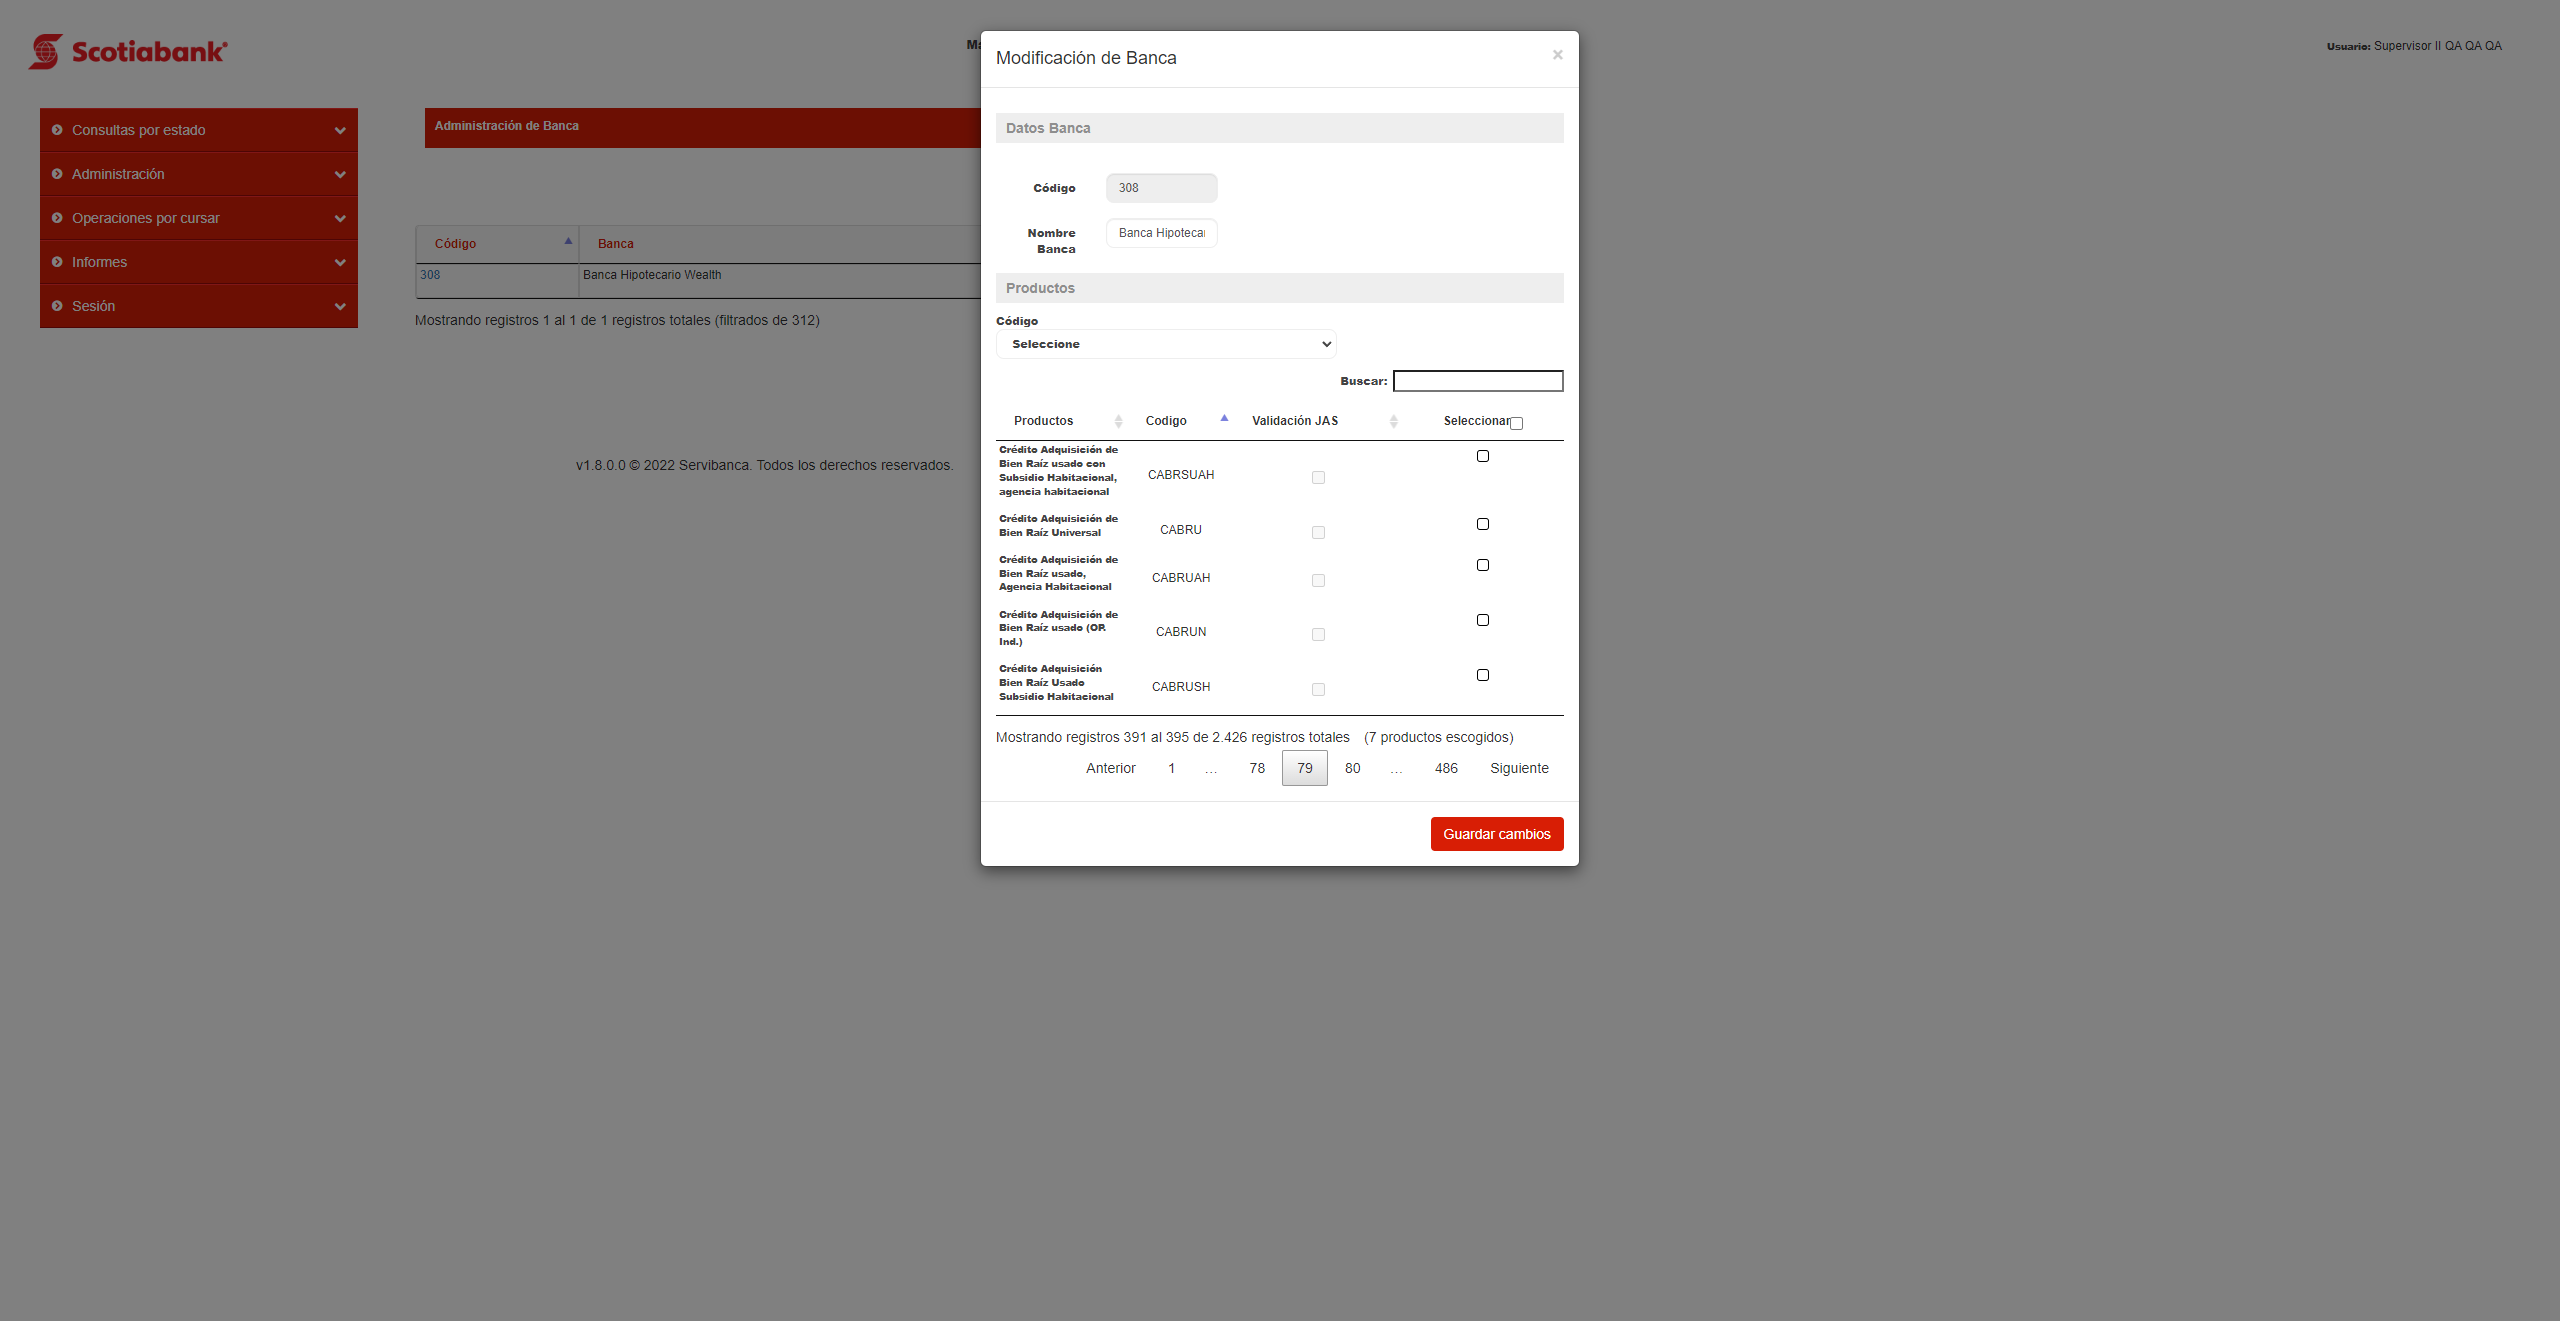 Scotiabank
Usuario: Supervisor II QA QA QA
Consultas por estado
Administración
Operaciones por cursar
Informes
Sesión
Administración de Banca
Código
Banca
308
Banca Hipotecario Wealth
Mostrando registros 1 al 1 de 1 registros totales (filtrados de 312)
v1.8.0.0 © 2022 Servibanca. Todos los derechos reservados.
Modificación de Banca
×
Datos Banca
Código
308
Nombre
Banca
Banca Hipotecar
Productos
Código
Seleccione
Buscar:
Productos
Codigo
Validación JAS
Seleccionar
Crédito Adquisición de
Bien Raíz usado con
Subsidio Habitacional,
agencia habitacional
CABRSUAH
Crédito Adquisición de
Bien Raíz Universal
CABRU
Crédito Adquisición de
Bien Raíz usado,
Agencia Habitacional
CABRUAH
Crédito Adquisición de
Bien Raíz usado (OP.
Ind.)
CABRUN
Crédito Adquisición
Bien Raíz Usado
Subsidio Habitacional
CABRUSH
Mostrando registros 391 al 395 de 2.426 registros totales (7 productos escogidos)
Anterior 1 … 78 79 80 … 486 Siguiente
Guardar cambios